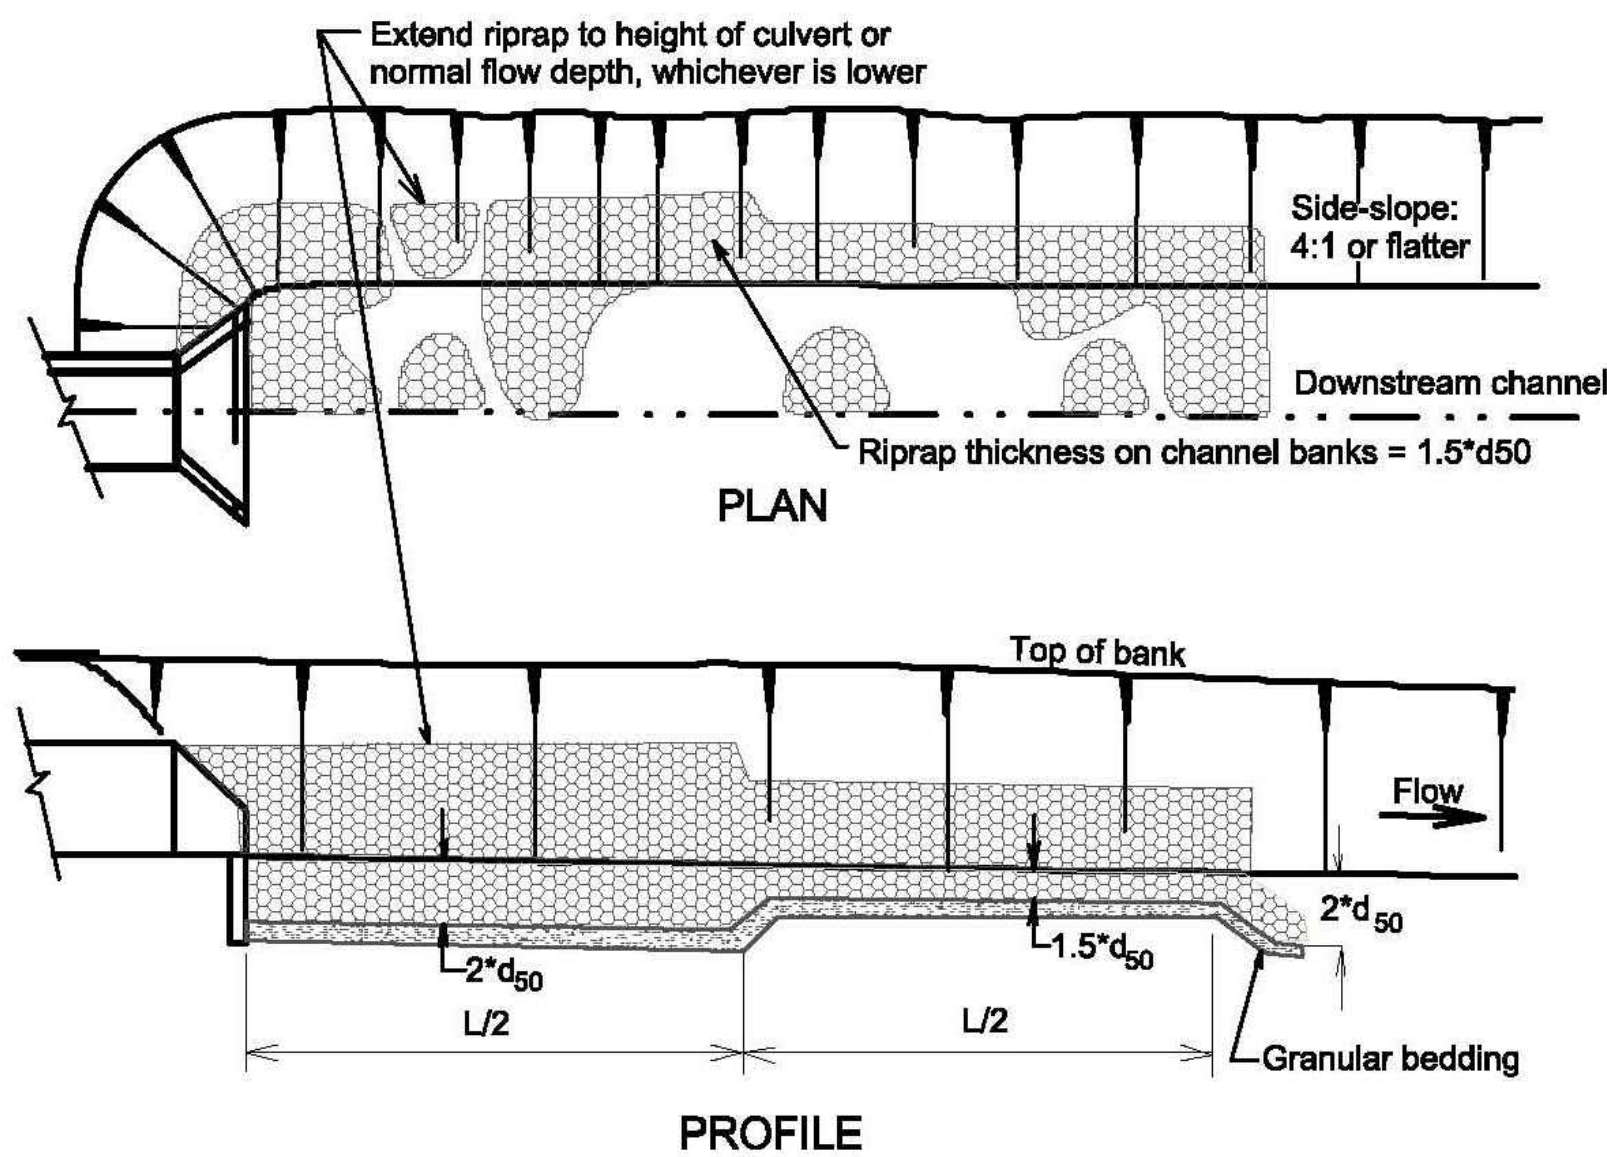 Extend riprap to height of culvert or
normal flow depth, whichever is lower
Side-slope:
4:1 or flatter
Downstream channel
Riprap thickness on channel banks = 1.5*d50
PLAN
Top of bank
Flow
2*d50
2*d50
1.5*d50
L/2
L/2
Granular bedding
PROFILE